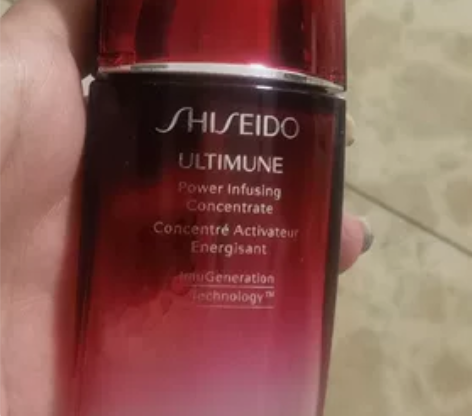 SHISEIDO
ULTIMUNE
Power Infusing
Concentrate
Concentré Activateur
Energisant
ImuGeneration
Technology™